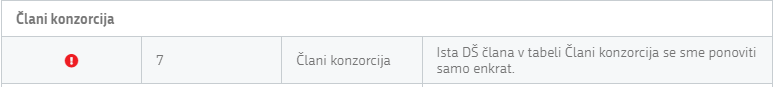 Člani konzorcija
7 Člani konzorcija Ista DŠ člana v tabeli Člani konzorcija se sme ponoviti
samo enkrat.